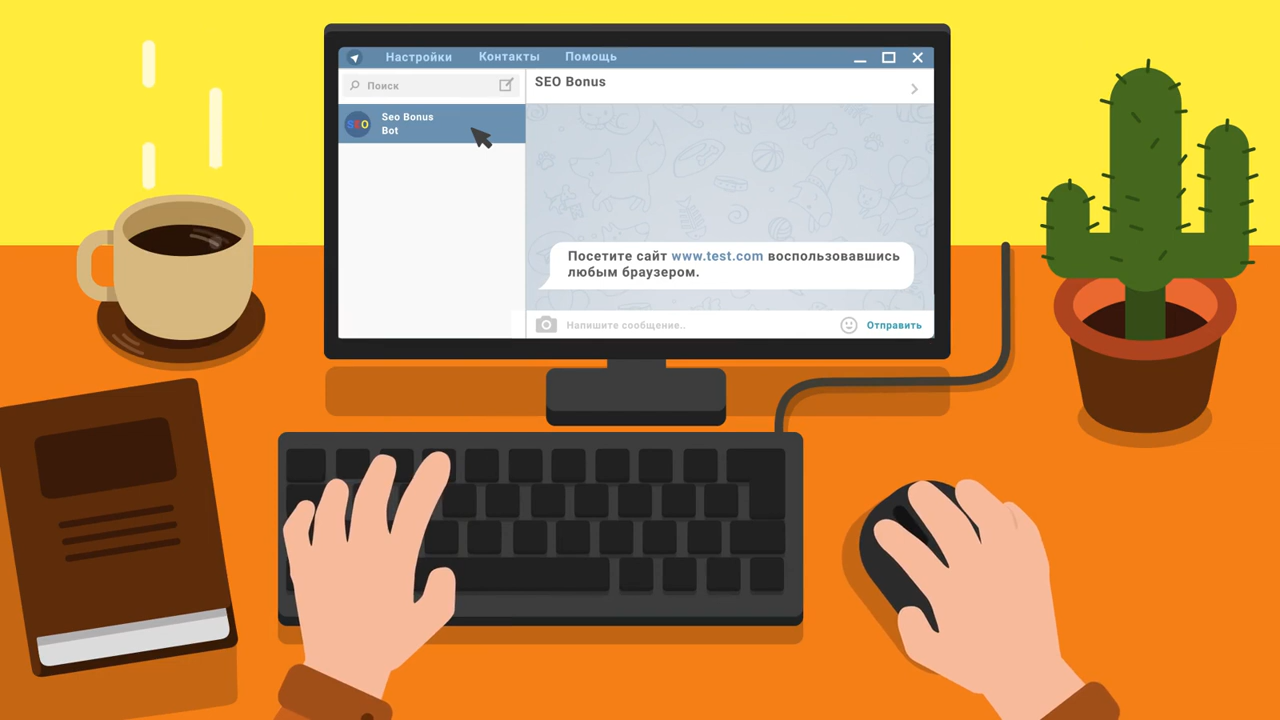 Настройки Контакты Помощь
Поиск
SEO Bonus
SEO
Seo Bonus
Bot
Посетите сайт www.test.com воспользовавшись
любым браузером.
Напишите сообщение..
Отправить